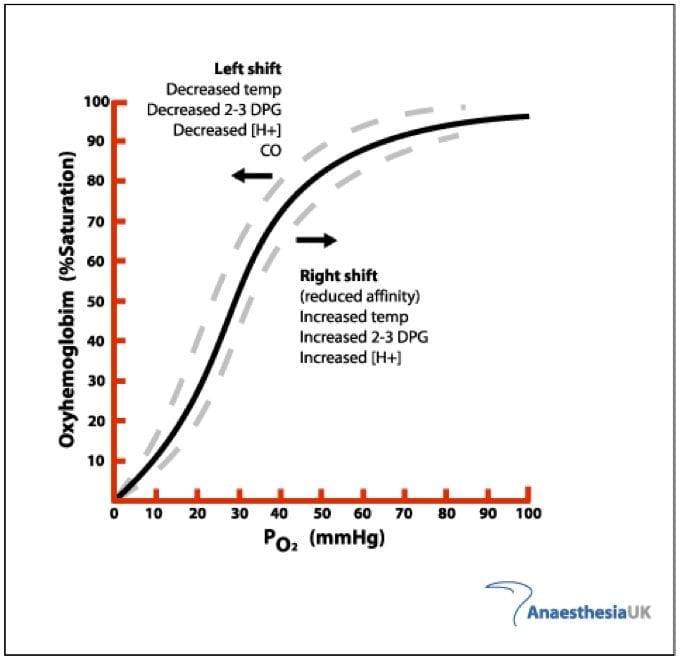 Left shift
Decreased temp
Decreased 2-3 DPG
Decreased [H+]
CO
Right shift
(reduced affinity)
Increased temp
Increased 2-3 DPG
Increased [H+]
Oxyhemoglobim (%Saturation)
100
90
80
70
60
50
40
30
20
10
0 10 20 30 40 50 60 70 80 90 100
PO₂ (mmHg)
AnaesthesiaUK